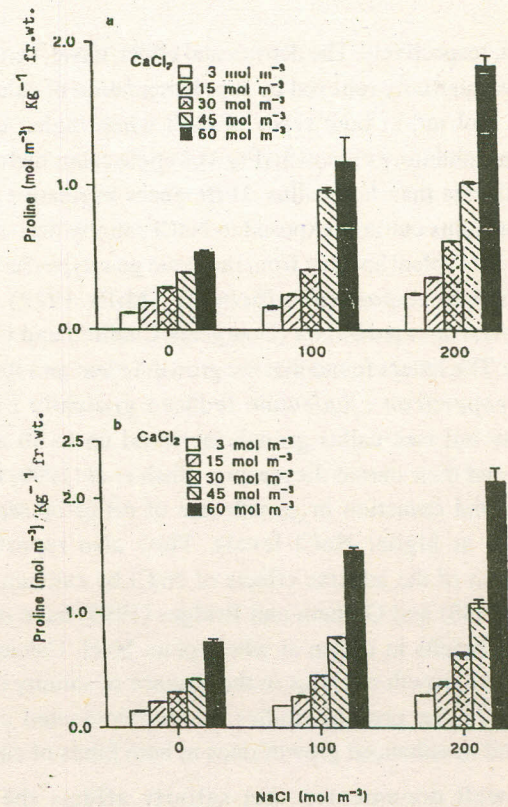 a
2.0
1.0
0.0
Proline (mol m⁻³) Kg⁻¹ fr.wt.
CaCl₂
3 mol m⁻³
15 mol m⁻³
30 mol m⁻³
45 mol m⁻³
60 mol m⁻³
0 100 200
b
2.5
2.0
1.0
0.0
Proline (mol m⁻³) Kg⁻¹ fr.wt.
CaCl₂
3 mol m⁻³
15 mol m⁻³
30 mol m⁻³
45 mol m⁻³
60 mol m⁻³
0 100 200
NaCl (mol m⁻³)